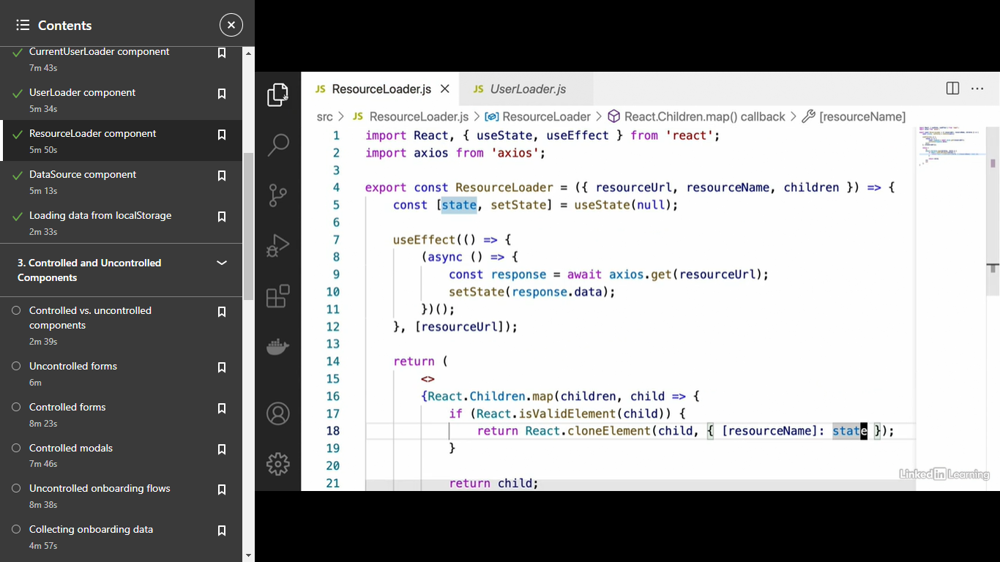 Contents
CurrentUserLoader component
7m 43s
UserLoader component
5m 34s
ResourceLoader component
5m 50s
DataSource component
5m 13s
Loading data from localStorage
2m 33s
3. Controlled and Uncontrolled
Components
Controlled vs. uncontrolled
components
2m 39s
Uncontrolled forms
6m
Controlled forms
8m 23s
Controlled modals
7m 46s
Uncontrolled onboarding flows
8m 38s
Collecting onboarding data
4m 57s
JS ResourceLoader.js JS UserLoader.js
src > JS ResourceLoader.js > ResourceLoader > React.Children.map() callback > [resourceName]
1 import React, { useState, useEffect } from 'react';
2 import axios from 'axios';
3
4 export const ResourceLoader = ({ resourceUrl, resourceName, children }) => {
5 const [state, setState] = useState(null);
6
7 useEffect(() => {
8 (async () => {
9 const response = await axios.get(resourceUrl);
10 setState(response.data);
11 })();
12 }, [resourceUrl]);
13
14 return (
15 <>
16 {React.Children.map(children, child => {
17 if (React.isValidElement(child)) {
18 return React.cloneElement(child, { [resourceName]: state });
19 }
20
21 return child;
Linked in Learning